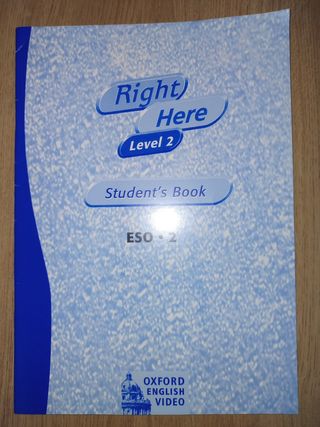 Right
Here
Level 2
Student's Book
ESO • 2
OXFORD
ENGLISH
VIDEO